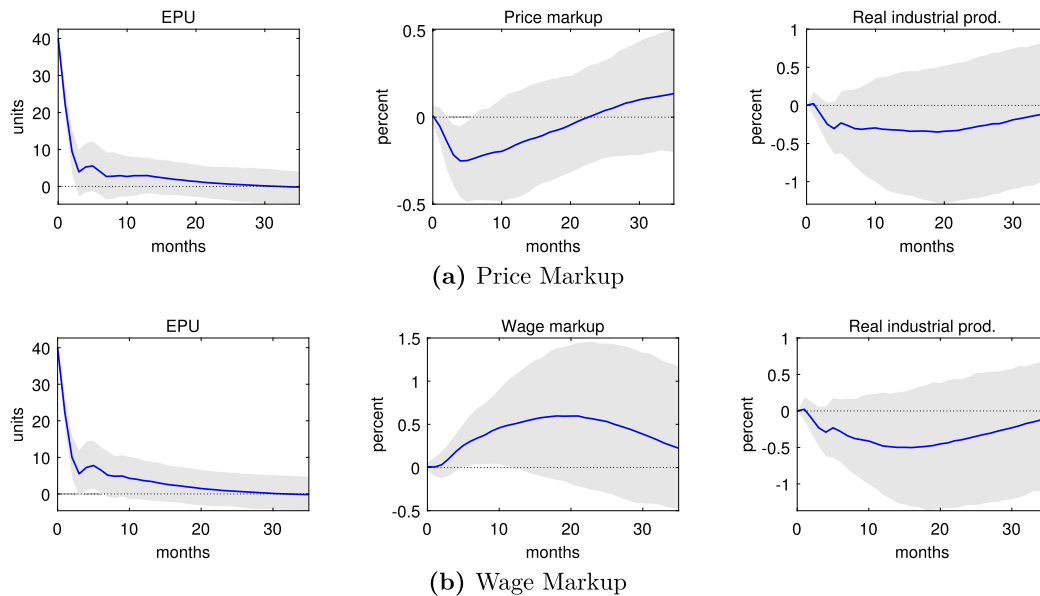 EPU
Price markup
Real industrial prod.
units
40
30
20
10
0
0 10 20 30
months
percent
0.5
0
-0.5
0 10 20 30
months
percent
1
0.5
0
-0.5
-1
0 10 20 30
months
(a) Price Markup
EPU
Wage markup
Real industrial prod.
units
40
30
20
10
0
0 10 20 30
months
percent
1.5
1
0.5
0
-0.5
0 10 20 30
months
percent
1
0.5
0
-0.5
-1
0 10 20 30
months
(b) Wage Markup